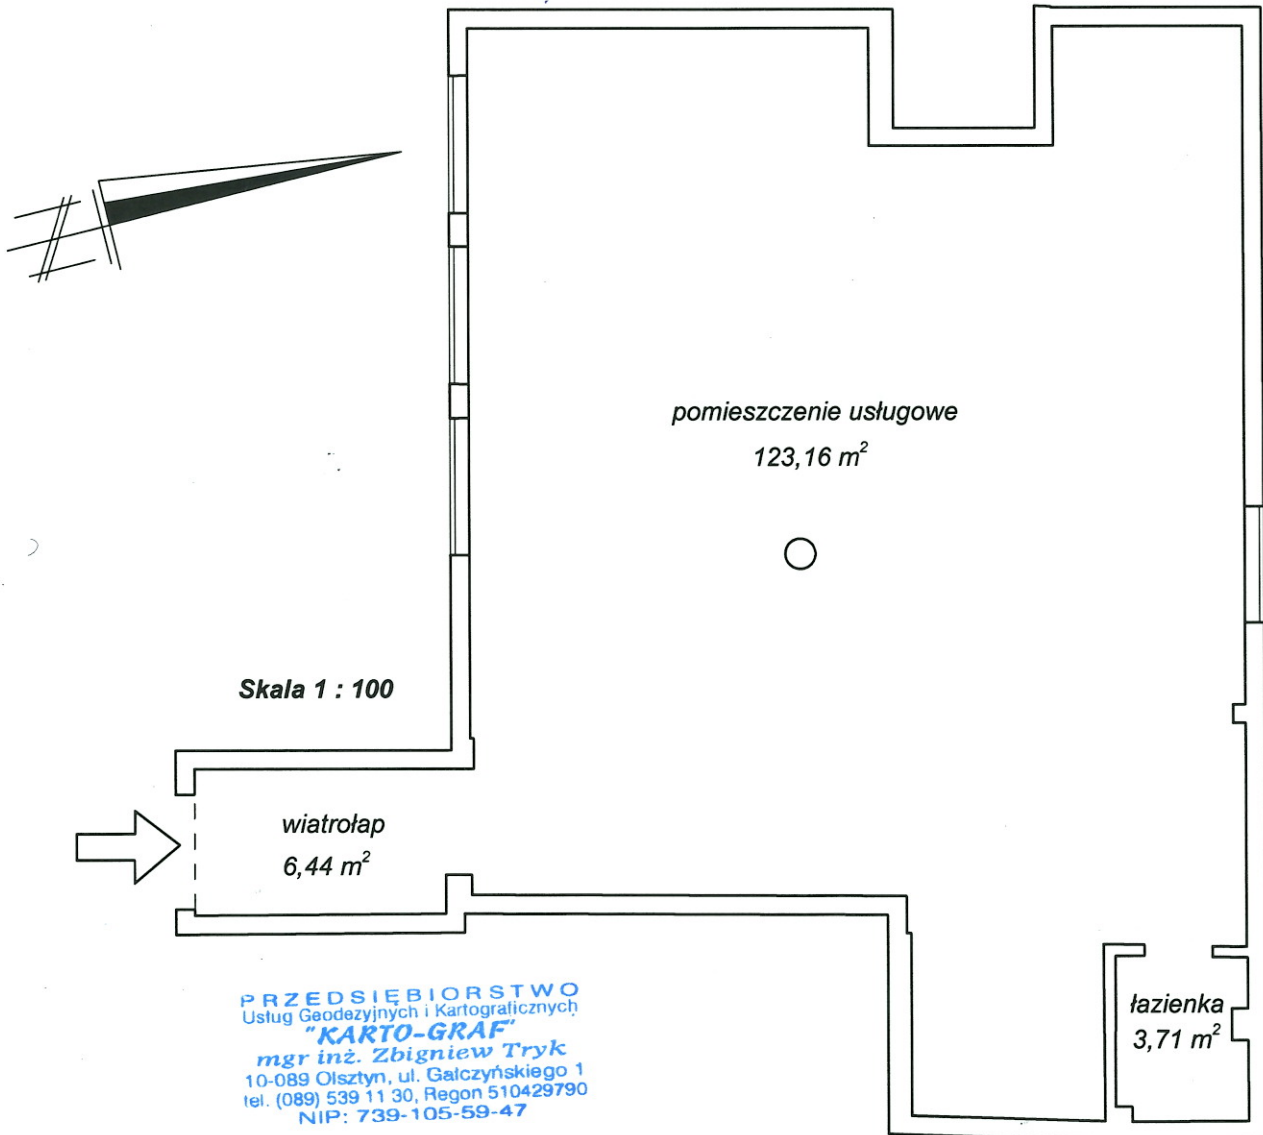 pomieszczenie usługowe
123,16 m²
Skala 1 : 100
wiatrołap
6,44 m²
łazienka
3,71 m²
PRZEDSIĘBIORSTWO
Usług Geodezyjnych i Kartograficznych
"KARTO-GRAF"
mgr inż. Zbigniew Tryk
10-089 Olsztyn, ul. Gałczyńskiego 1
tel. (089) 539 11 30, Regon 510429790
NIP: 739-105-59-47